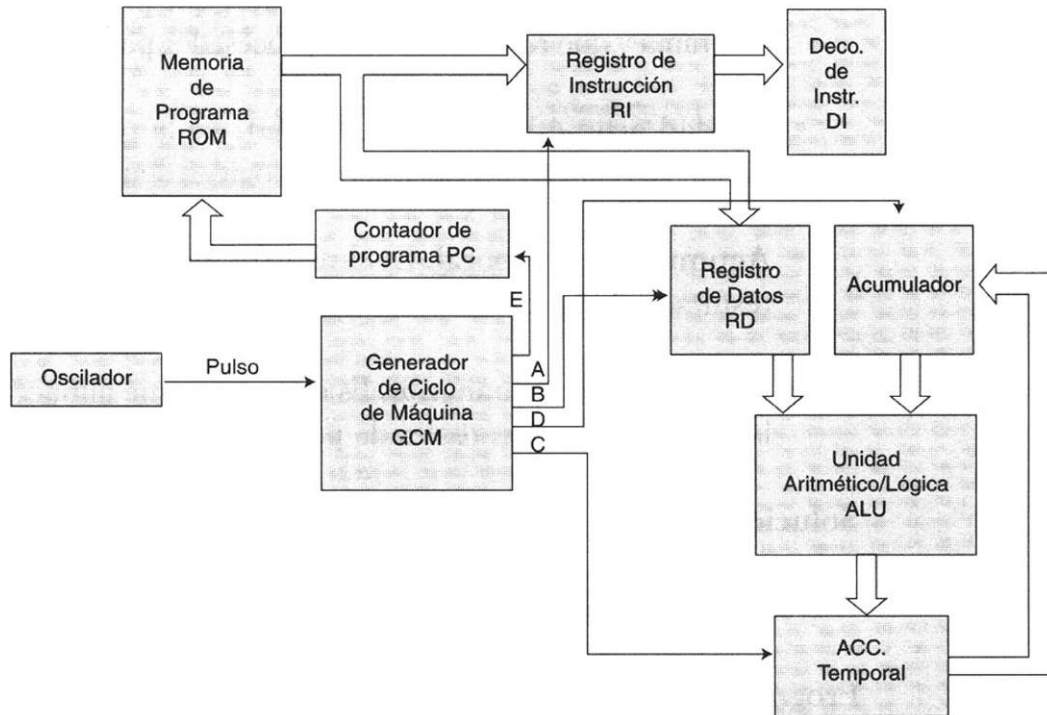 Memoria
de
Programa
ROM
Registro de
Instrucción
RI
Deco.
de
Instr.
DI
Contador de
programa PC
Registro
de Datos
RD
Acumulador
E
Oscilador
Pulso
Generador
de Ciclo
de Máquina
GCM
A
B
D
C
Unidad
Aritmético/Lógica
ALU
ACC.
Temporal